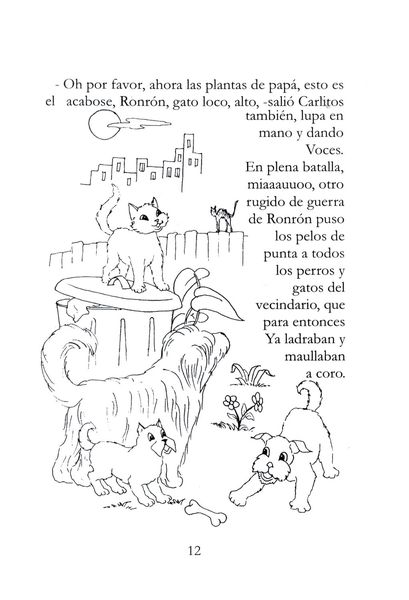 - Oh por favor, ahora las plantas de papá, esto es
el acabose, Ronrón, gato loco, alto, -salió Carlitos
también, lupa en
mano y dando
Voces.
En plena batalla,
miaaauuoo, otro
rugido de guerra
de Ronrón puso
los pelos de
punta a todos
los perros y
gatos del
vecindario, que
para entonces
Ya ladraban y
maullaban
a coro.
12